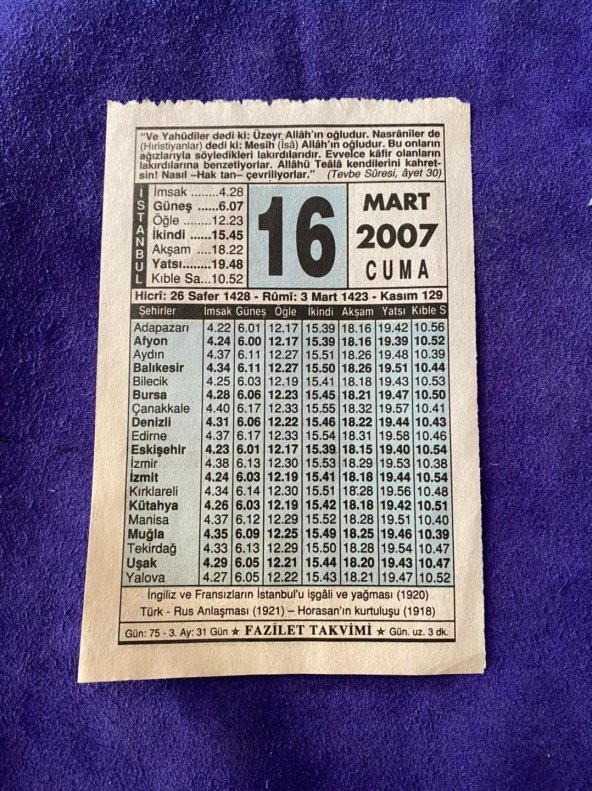 “Ve Yahûdîler dedi ki: Üzeyr Allâh’ın oğludur. Nasrânîler de
(Hıristiyanlar) dedi ki: Mesîh (Îsâ) Allâh’ın oğludur. Bu onların
ağızlarıyla söyledikleri lakırdılarıdır. Evvelce kâfir olanların
lakırdılarına benzetiyorlar. Allâhü Teâlâ kendilerini kahret-
sin! Nasıl –Hak tan– çevriliyorlar.” (Tevbe Sûresi, âyet 30)
İSTANBUL
İmsak ........4.28
Güneş ......6.07
Öğle ........12.23
İkindi ......15.45
Akşam ....18.22
Yatsı.......19.48
Kıble Sa...10.52
16
MART
2007
CUMA
Hicrî: 26 Safer 1428 - Rûmî: 3 Mart 1423 - Kasım 129
Şehirler İmsak Güneş Öğle İkindi Akşam Yatsı Kıble S
Adapazarı 4.22 6.01 12.17 15.39 18.16 19.42 10.56
Afyon 4.24 6.00 12.17 15.39 18.16 19.39 10.52
Aydın 4.37 6.11 12.27 15.51 18.26 19.48 10.39
Balıkesir 4.34 6.11 12.27 15.50 18.26 19.51 10.44
Bilecik 4.25 6.03 12.19 15.41 18.18 19.43 10.53
Bursa 4.28 6.06 12.23 15.45 18.21 19.47 10.50
Çanakkale 4.40 6.17 12.33 15.55 18.32 19.57 10.41
Denizli 4.31 6.06 12.22 15.46 18.22 19.44 10.43
Edirne 4.37 6.17 12.33 15.54 18.31 19.58 10.46
Eskişehir 4.23 6.01 12.17 15.39 18.15 19.40 10.54
İzmir 4.38 6.13 12.30 15.53 18.29 19.53 10.38
İzmit 4.24 6.03 12.19 15.41 18.18 19.44 10.54
Kırklareli 4.34 6.14 12.30 15.51 18.28 19.56 10.48
Kütahya 4.26 6.03 12.19 15.42 18.18 19.42 10.51
Manisa 4.37 6.12 12.29 15.52 18.28 19.51 10.40
Muğla 4.35 6.09 12.25 15.49 18.25 19.46 10.39
Tekirdağ 4.33 6.13 12.29 15.50 18.28 19.54 10.47
Uşak 4.29 6.05 12.21 15.44 18.20 19.43 10.47
Yalova 4.27 6.05 12.22 15.43 18.21 19.47 10.52
İngiliz ve Fransızların İstanbul’u işgâli ve yağması (1920)
Türk - Rus Anlaşması (1921) – Horasan’ın kurtuluşu (1918)
Gün: 75 - 3. Ay: 31 Gün ★ FAZİLET TAKVİMİ ★ Gün. uz. 3 dk.